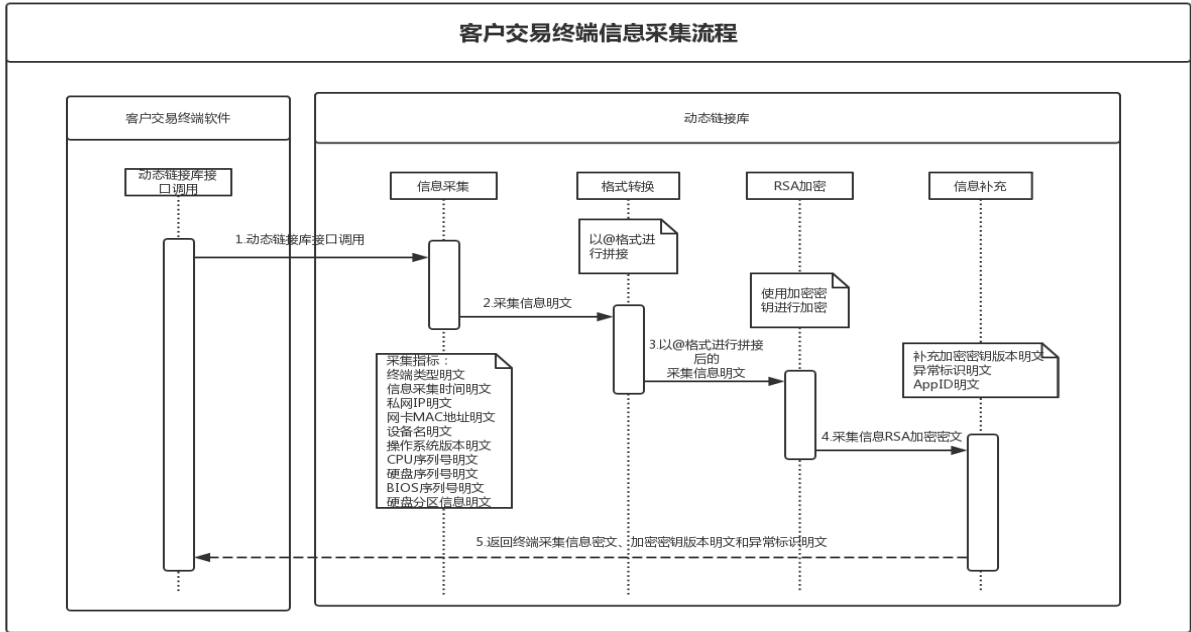 客户交易终端信息采集流程
客户交易终端软件
动态链接库
动态链接库接
口调用
信息采集
格式转换
RSA加密
信息补充
1.动态链接库接口调用
以@格式进
行拼接
使用加密密
钥进行加密
2.采集信息明文
3.以@格式进行拼接
后的
采集信息明文
补充加密密钥版本明文
异常标识明文
AppID明文
采集指标：
终端类型明文
信息采集时间明文
私网IP明文
网卡MAC地址明文
设备名明文
操作系统版本明文
CPU序列号明文
硬盘序列号明文
BIOS序列号明文
硬盘分区信息明文
4.采集信息RSA加密密文
5.返回终端采集信息密文、加密密钥版本明文和异常标识明文